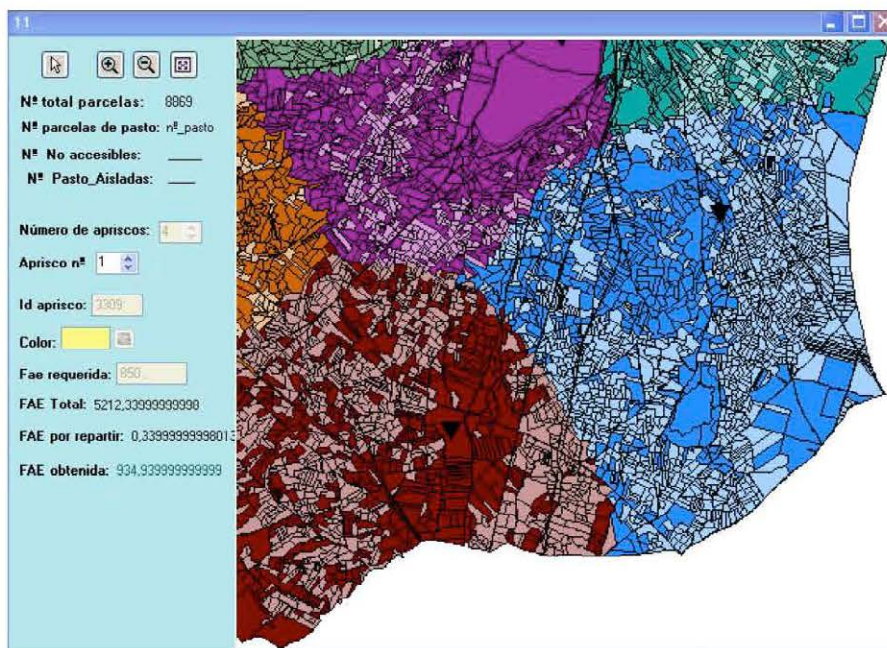 11
Nº total parcelas: 8869
Nº parcelas de pasto: nº_pasto
Nº No accesibles: ____
Nº Pasto_Aisladas: ____
Número de apriscos: 4
Aprisco nº 1
Id aprisco: 3309
Color:
Fae requerida: 850
FAE Total: 5212,33999999990
FAE por repartir: 0,3399999999801
FAE obtenida: 934,939999999999